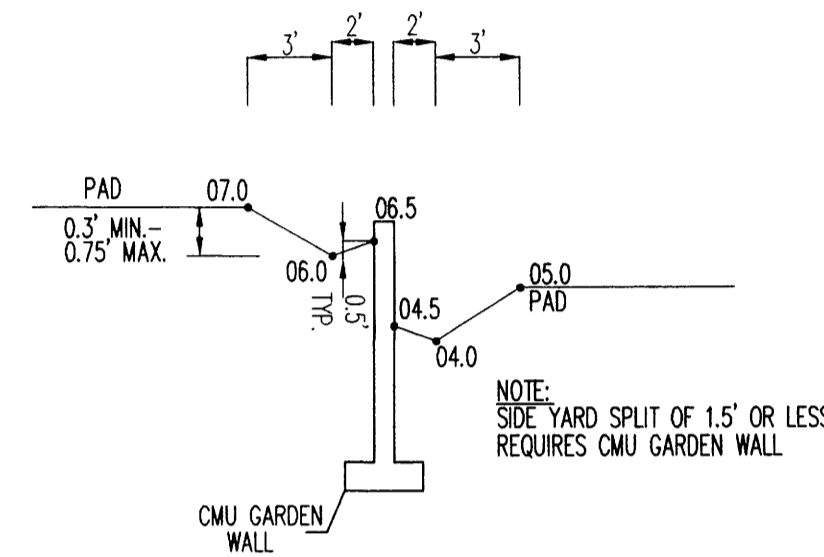 3'
2'
2'
3'
PAD
07.0
06.5
0.3' MIN.-
0.75' MAX.
06.0
0.5'
TYP.
04.5
04.0
05.0
PAD
NOTE:
SIDE YARD SPLIT OF 1.5' OR LESS
REQUIRES CMU GARDEN WALL
CMU GARDEN
WALL